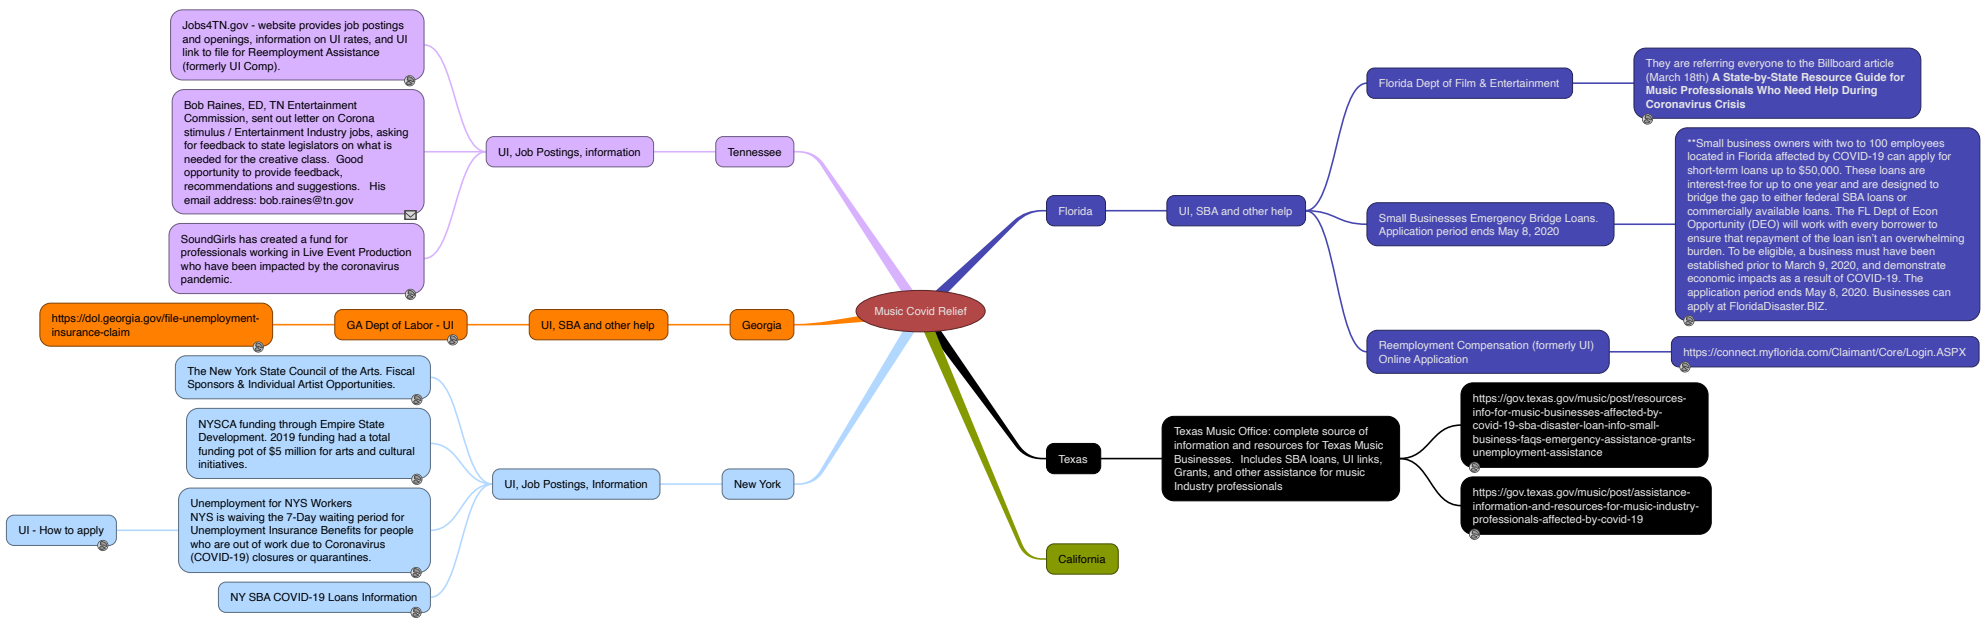 Jobs4TN.gov - website provides job postings
and openings, information on UI rates, and UI
link to file for Reemployment Assistance
(formerly UI Comp).
Bob Raines, ED, TN Entertainment
Commission, sent out letter on Corona
stimulus / Entertainment Industry jobs, asking
for feedback to state legislators on what is
needed for the creative class.  Good
opportunity to provide feedback,
recommendations and suggestions.   His
email address: bob.raines@tn.gov
SoundGirls has created a fund for
professionals working in Live Event Production
who have been impacted by the coronavirus
pandemic.
UI, Job Postings, information
Tennessee
https://dol.georgia.gov/file-unemployment-
insurance-claim
GA Dept of Labor - UI
UI, SBA and other help
Georgia
The New York State Council of the Arts. Fiscal
Sponsors & Individual Artist Opportunities.
NYSCA funding through Empire State
Development. 2019 funding had a total
funding pot of $5 million for arts and cultural
initiatives.
UI - How to apply
Unemployment for NYS Workers
NYS is waiving the 7-Day waiting period for
Unemployment Insurance Benefits for people
who are out of work due to Coronavirus
(COVID-19) closures or quarantines.
NY SBA COVID-19 Loans Information
UI, Job Postings, Information
New York
Music Covid Relief
Florida
UI, SBA and other help
Florida Dept of Film & Entertainment
They are referring everyone to the Billboard article
(March 18th) A State-by-State Resource Guide for
Music Professionals Who Need Help During
Coronavirus Crisis
Small Businesses Emergency Bridge Loans.
Application period ends May 8, 2020
**Small business owners with two to 100 employees
located in Florida affected by COVID-19 can apply for
short-term loans up to $50,000. These loans are
interest-free for up to one year and are designed to
bridge the gap to either federal SBA loans or
commercially available loans. The FL Dept of Econ
Opportunity (DEO) will work with every borrower to
ensure that repayment of the loan isn't an overwhelming
burden. To be eligible, a business must have been
established prior to March 9, 2020, and demonstrate
economic impacts as a result of COVID-19. The
application period ends May 8, 2020. Businesses can
apply at FloridaDisaster.BIZ.
Reemployment Compensation (formerly UI)
Online Application
https://connect.myflorida.com/Claimant/Core/Login.ASPX
Texas
Texas Music Office: complete source of
information and resources for Texas Music
Businesses.  Includes SBA loans, UI links,
Grants, and other assistance for music
Industry professionals
https://gov.texas.gov/music/post/resources-
info-for-music-businesses-affected-by-
covid-19-sba-disaster-loan-info-small-
business-faqs-emergency-assistance-grants-
unemployment-assistance
https://gov.texas.gov/music/post/assistance-
information-and-resources-for-music-industry-
professionals-affected-by-covid-19
California